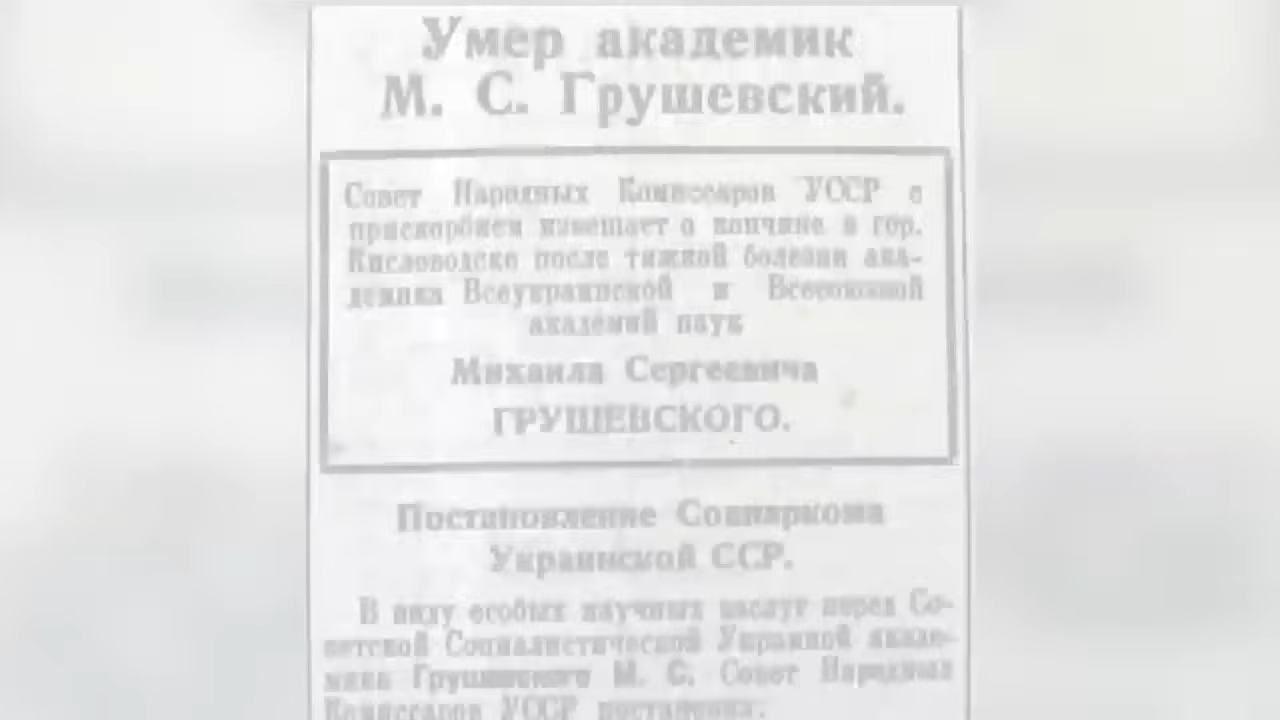 Умер академик
М. С. Грушевский.
Совет Народных Комиссаров УССР с
прискорбием извещает о кончине в гор.
Кисловодске после тяжкой болезни ака-
демика Всеукраинской и Всесоюзной
академий наук
Михаила Сергеевича
ГРУШЕВСКОГО.
Постановление Совнаркома
Украинской ССР.
В виду особых научных заслуг перед Со-
ветской Социалистической Украиной акаде-
мика Грушевского М. С. Совет Народных
Комиссаров УССР постановил: